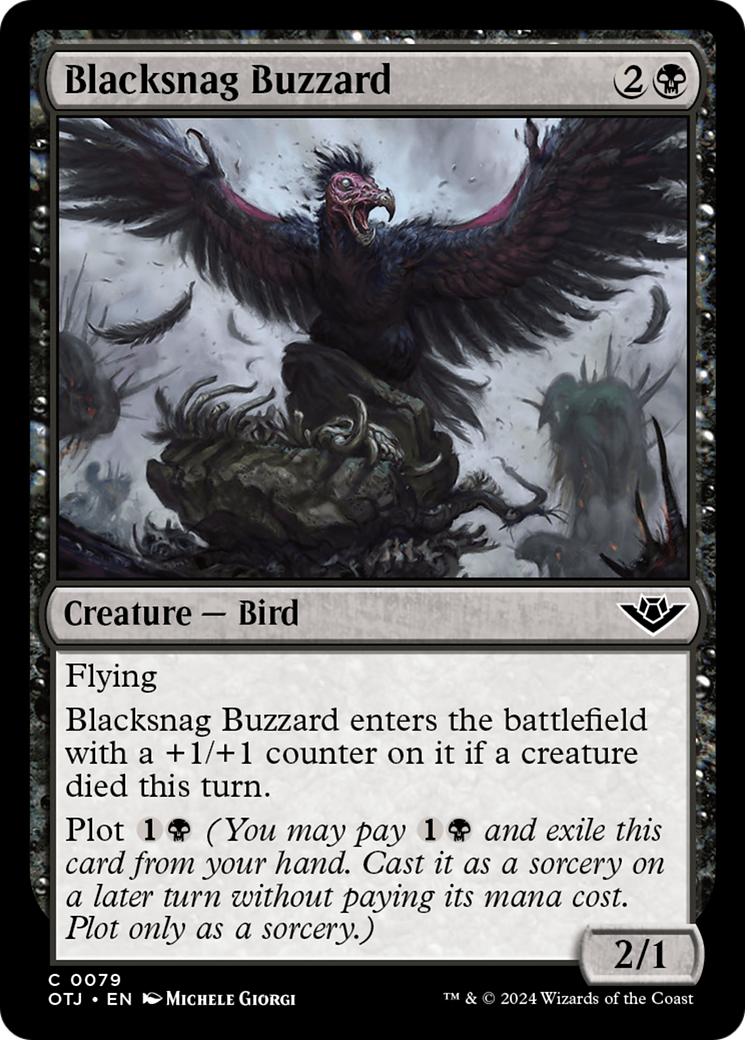 Blacksnag Buzzard 2
Creature — Bird
Flying
Blacksnag Buzzard enters the battlefield
with a +1/+1 counter on it if a creature
died this turn.
Plot 1 (You may pay 1 and exile this
card from your hand. Cast it as a sorcery on
a later turn without paying its mana cost.
Plot only as a sorcery.)
2/1
C 0079
OTJ • EN Michele Giorgi
™ & © 2024 Wizards of the Coast